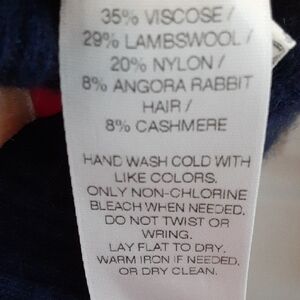 35% VISCOSE /
29% LAMBSWOOL /
20% NYLON /
8% ANGORA RABBIT
HAIR /
8% CASHMERE
HAND WASH COLD WITH
LIKE COLORS.
ONLY NON-CHLORINE
BLEACH WHEN NEEDED.
DO NOT TWIST OR
WRING.
LAY FLAT TO DRY.
WARM IRON IF NEEDED,
OR DRY CLEAN.